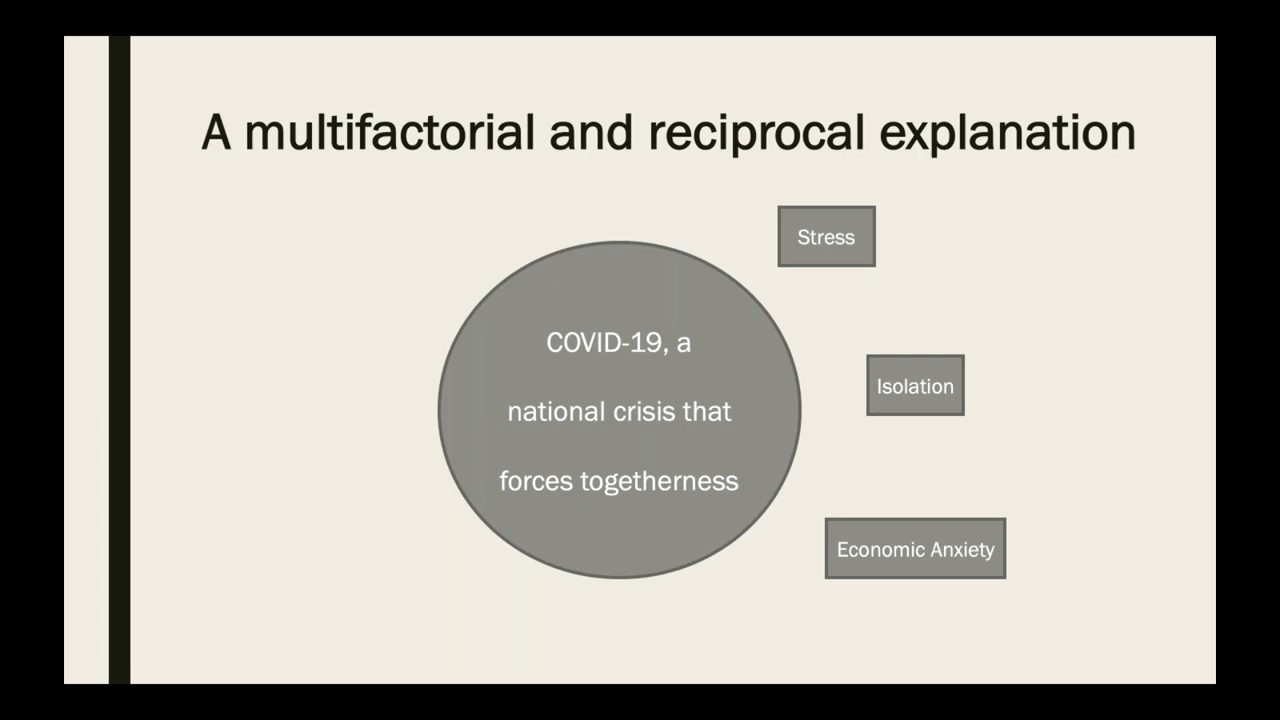 A multifactorial and reciprocal explanation
Stress
COVID-19, a
national crisis that
forces togetherness
Isolation
Economic Anxiety